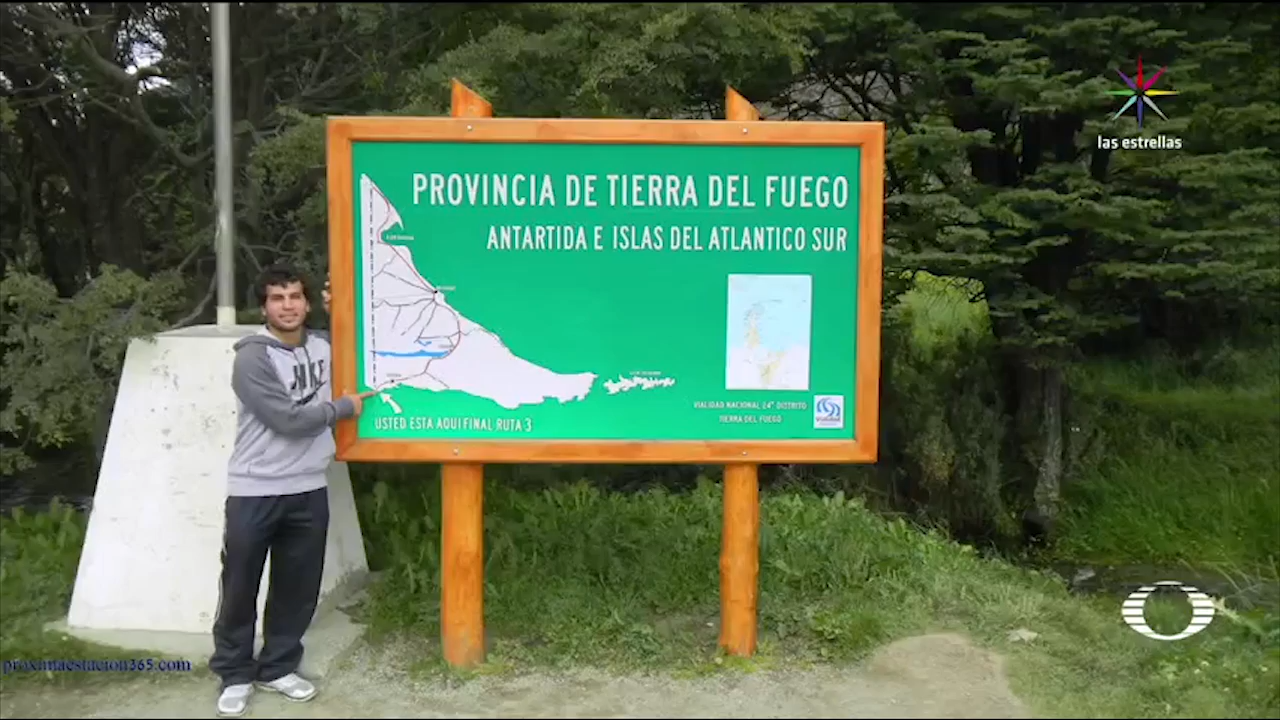 las estrellas
PROVINCIA DE TIERRA DEL FUEGO
ANTARTIDA E ISLAS DEL ATLANTICO SUR
NIKE
USTED ESTA AQUI FINAL RUTA 3
VIALIDAD NACIONAL 24º DISTRITO
TIERRA DEL FUEGO
proximaestacion365.com